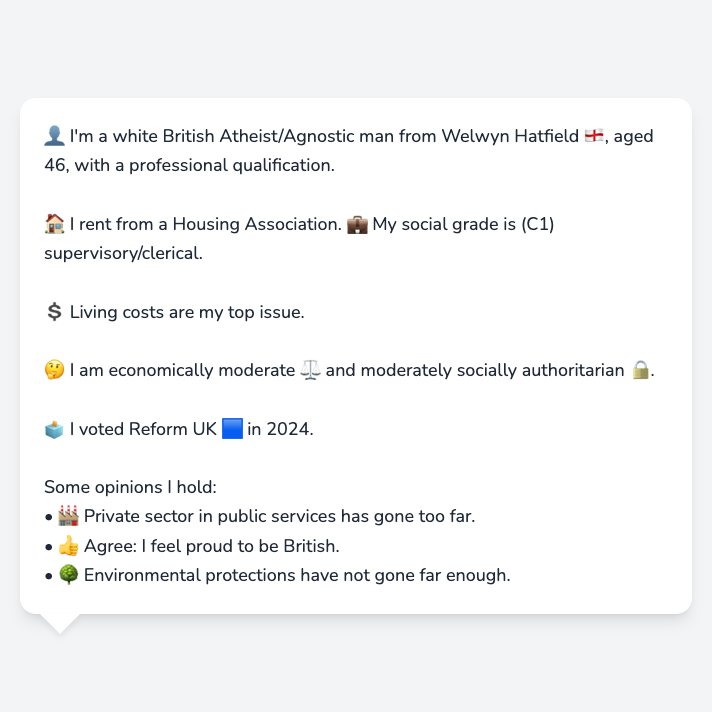 👤 I'm a white British Atheist/Agnostic man from Welwyn Hatfield 🏴󠁧󠁢󠁥󠁮󠁧󠁿, aged
46, with a professional qualification.
🏠 I rent from a Housing Association. 💼 My social grade is (C1)
supervisory/clerical.
💲 Living costs are my top issue.
🤔 I am economically moderate ⚖️ and moderately socially authoritarian 🔒.
🗳️ I voted Reform UK 🟦 in 2024.
Some opinions I hold:
• 🏭 Private sector in public services has gone too far.
• 👍 Agree: I feel proud to be British.
• 🌳 Environmental protections have not gone far enough.